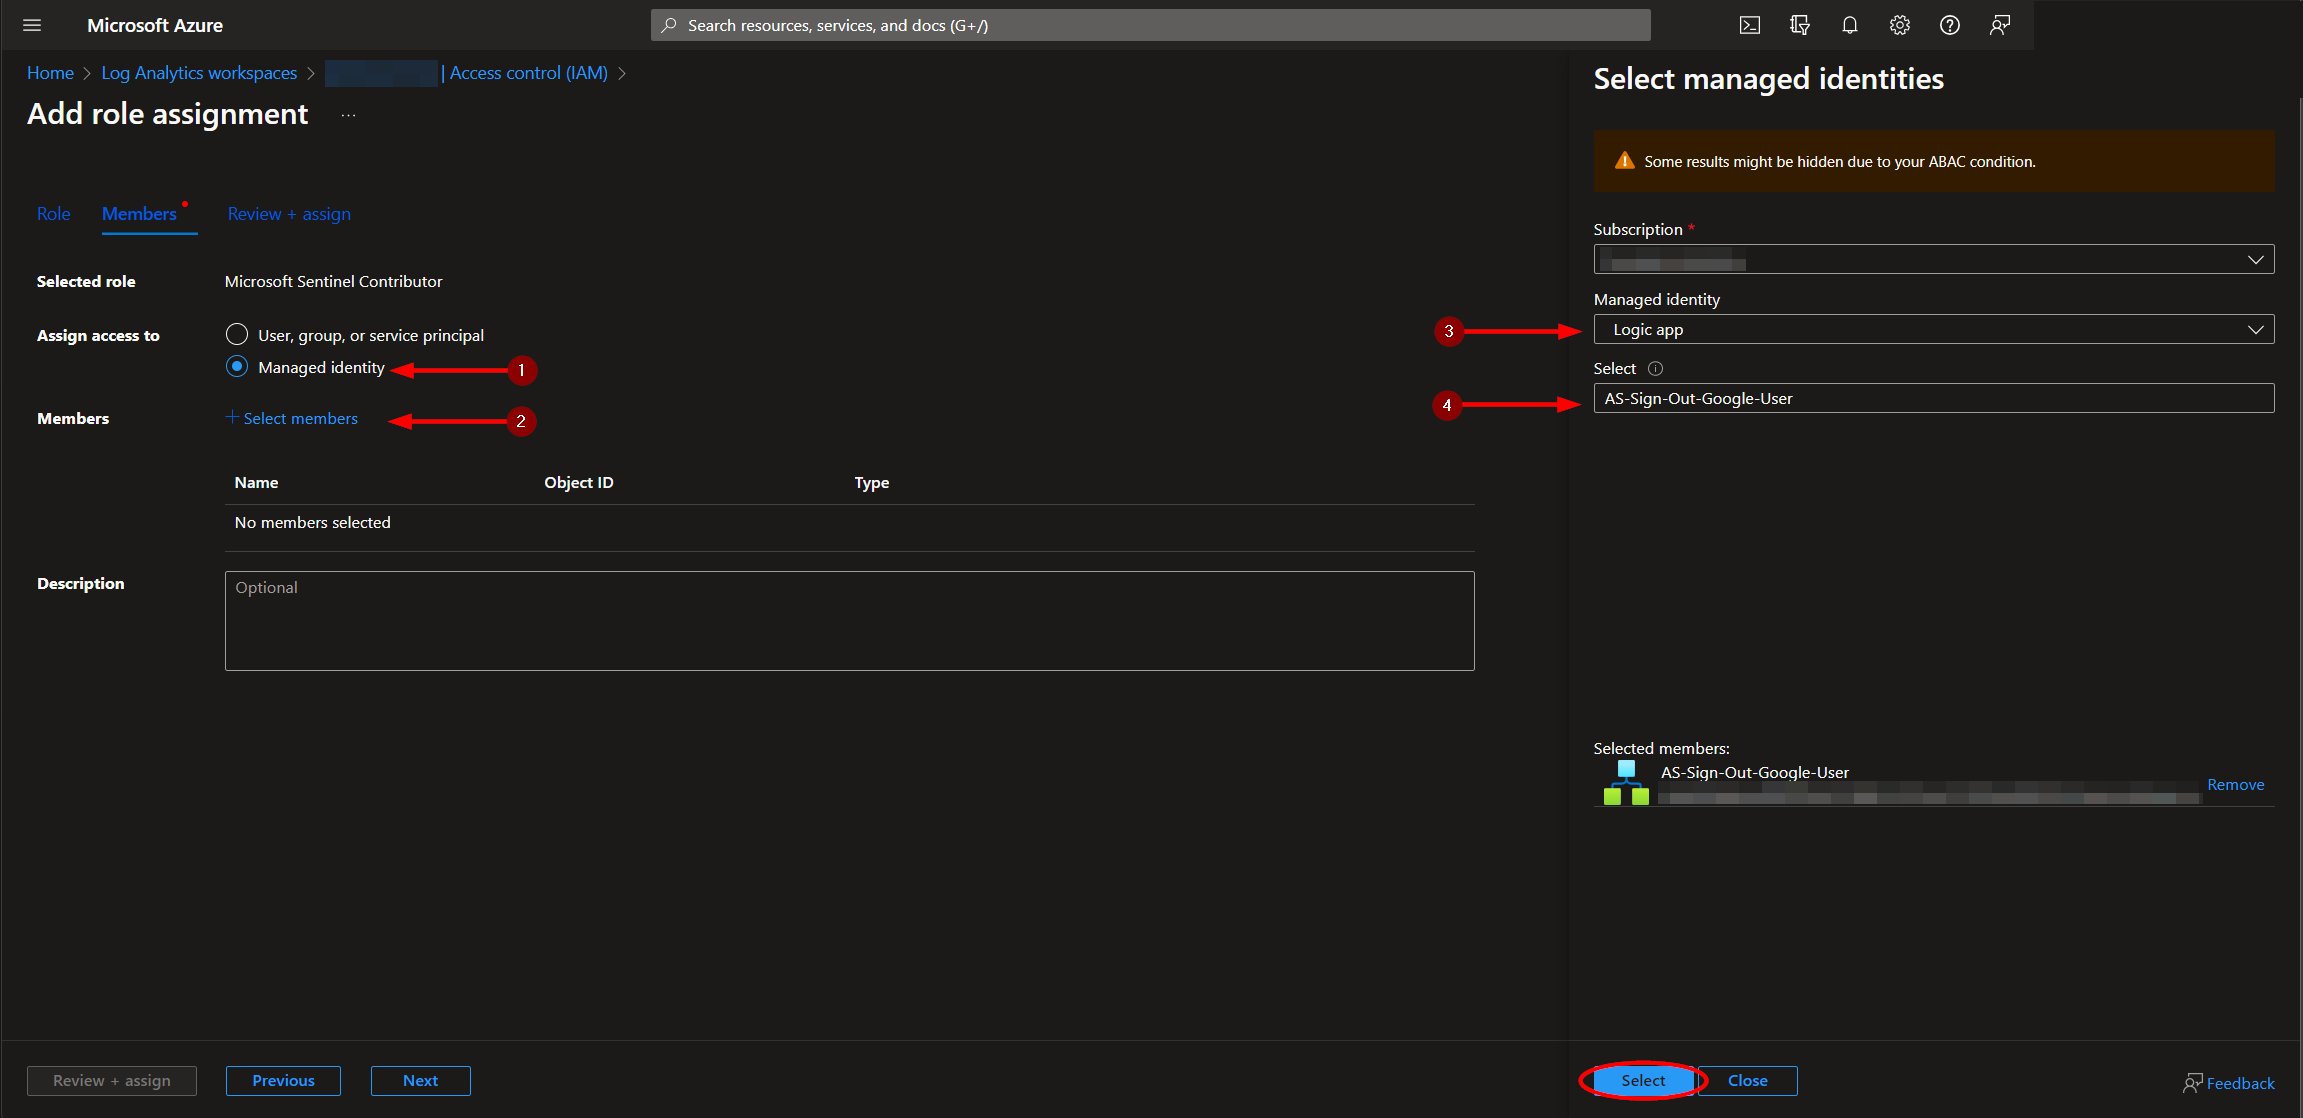 Microsoft Azure
Search resources, services, and docs (G+/)
Home > Log Analytics workspaces > | Access control (IAM) >
Add role assignment ...
Role Members Review + assign
Selected role Microsoft Sentinel Contributor
Assign access to User, group, or service principal
Managed identity 1
Members + Select members 2
Name Object ID Type
No members selected
Description Optional
Review + assign Previous Next
Select managed identities
Some results might be hidden due to your ABAC condition.
Subscription *
Managed identity
3 Logic app
Select
4 AS-Sign-Out-Google-User
Selected members:
AS-Sign-Out-Google-User
Remove
Select Close
Feedback